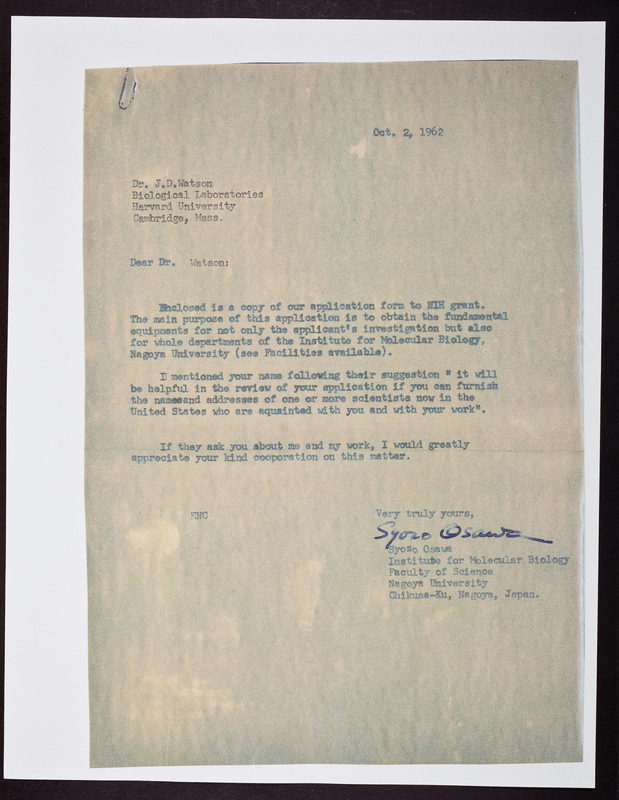 Oct. 2, 1962
Dr. J.D.Watson
Biological Laboratories
Harvard University
Cambridge, Mass.
Dear Dr. Watson:
Enclosed is a copy of our application form to NIH grant.
The main purpose of this application is to obtain the fundamental
equipments for not only the applicant's investigation but also
for whole departments of the Institute for Molecular Biology,
Nagoya University (see Facilities available).
I mentioned your name following their suggestion " it will
be helpful in the review of your application if you can furnish
the namesand addresses of one or more scientists now in the
United States who are aquainted with you and with your work".
If they ask you about me and my work, I would greatly
appreciate your kind cooporation on this matter.
ENC
Very truly yours,
Syozo Osawa
Syozo Osawa
Institute for Molecular Biology
Faculty of Science
Nagoya University
Chikusa-Ku, Nagoya, Japan.